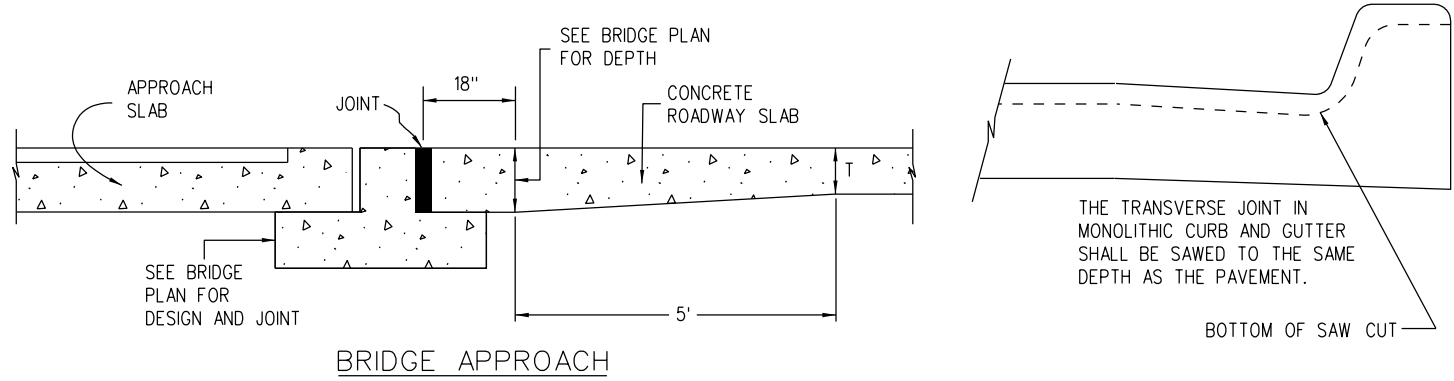 APPROACH
SLAB
JOINT
18"
SEE BRIDGE PLAN
FOR DEPTH
CONCRETE
ROADWAY SLAB
T
SEE BRIDGE
PLAN FOR
DESIGN AND JOINT
5'
BRIDGE APPROACH
THE TRANSVERSE JOINT IN
MONOLITHIC CURB AND GUTTER
SHALL BE SAWED TO THE SAME
DEPTH AS THE PAVEMENT.
BOTTOM OF SAW CUT